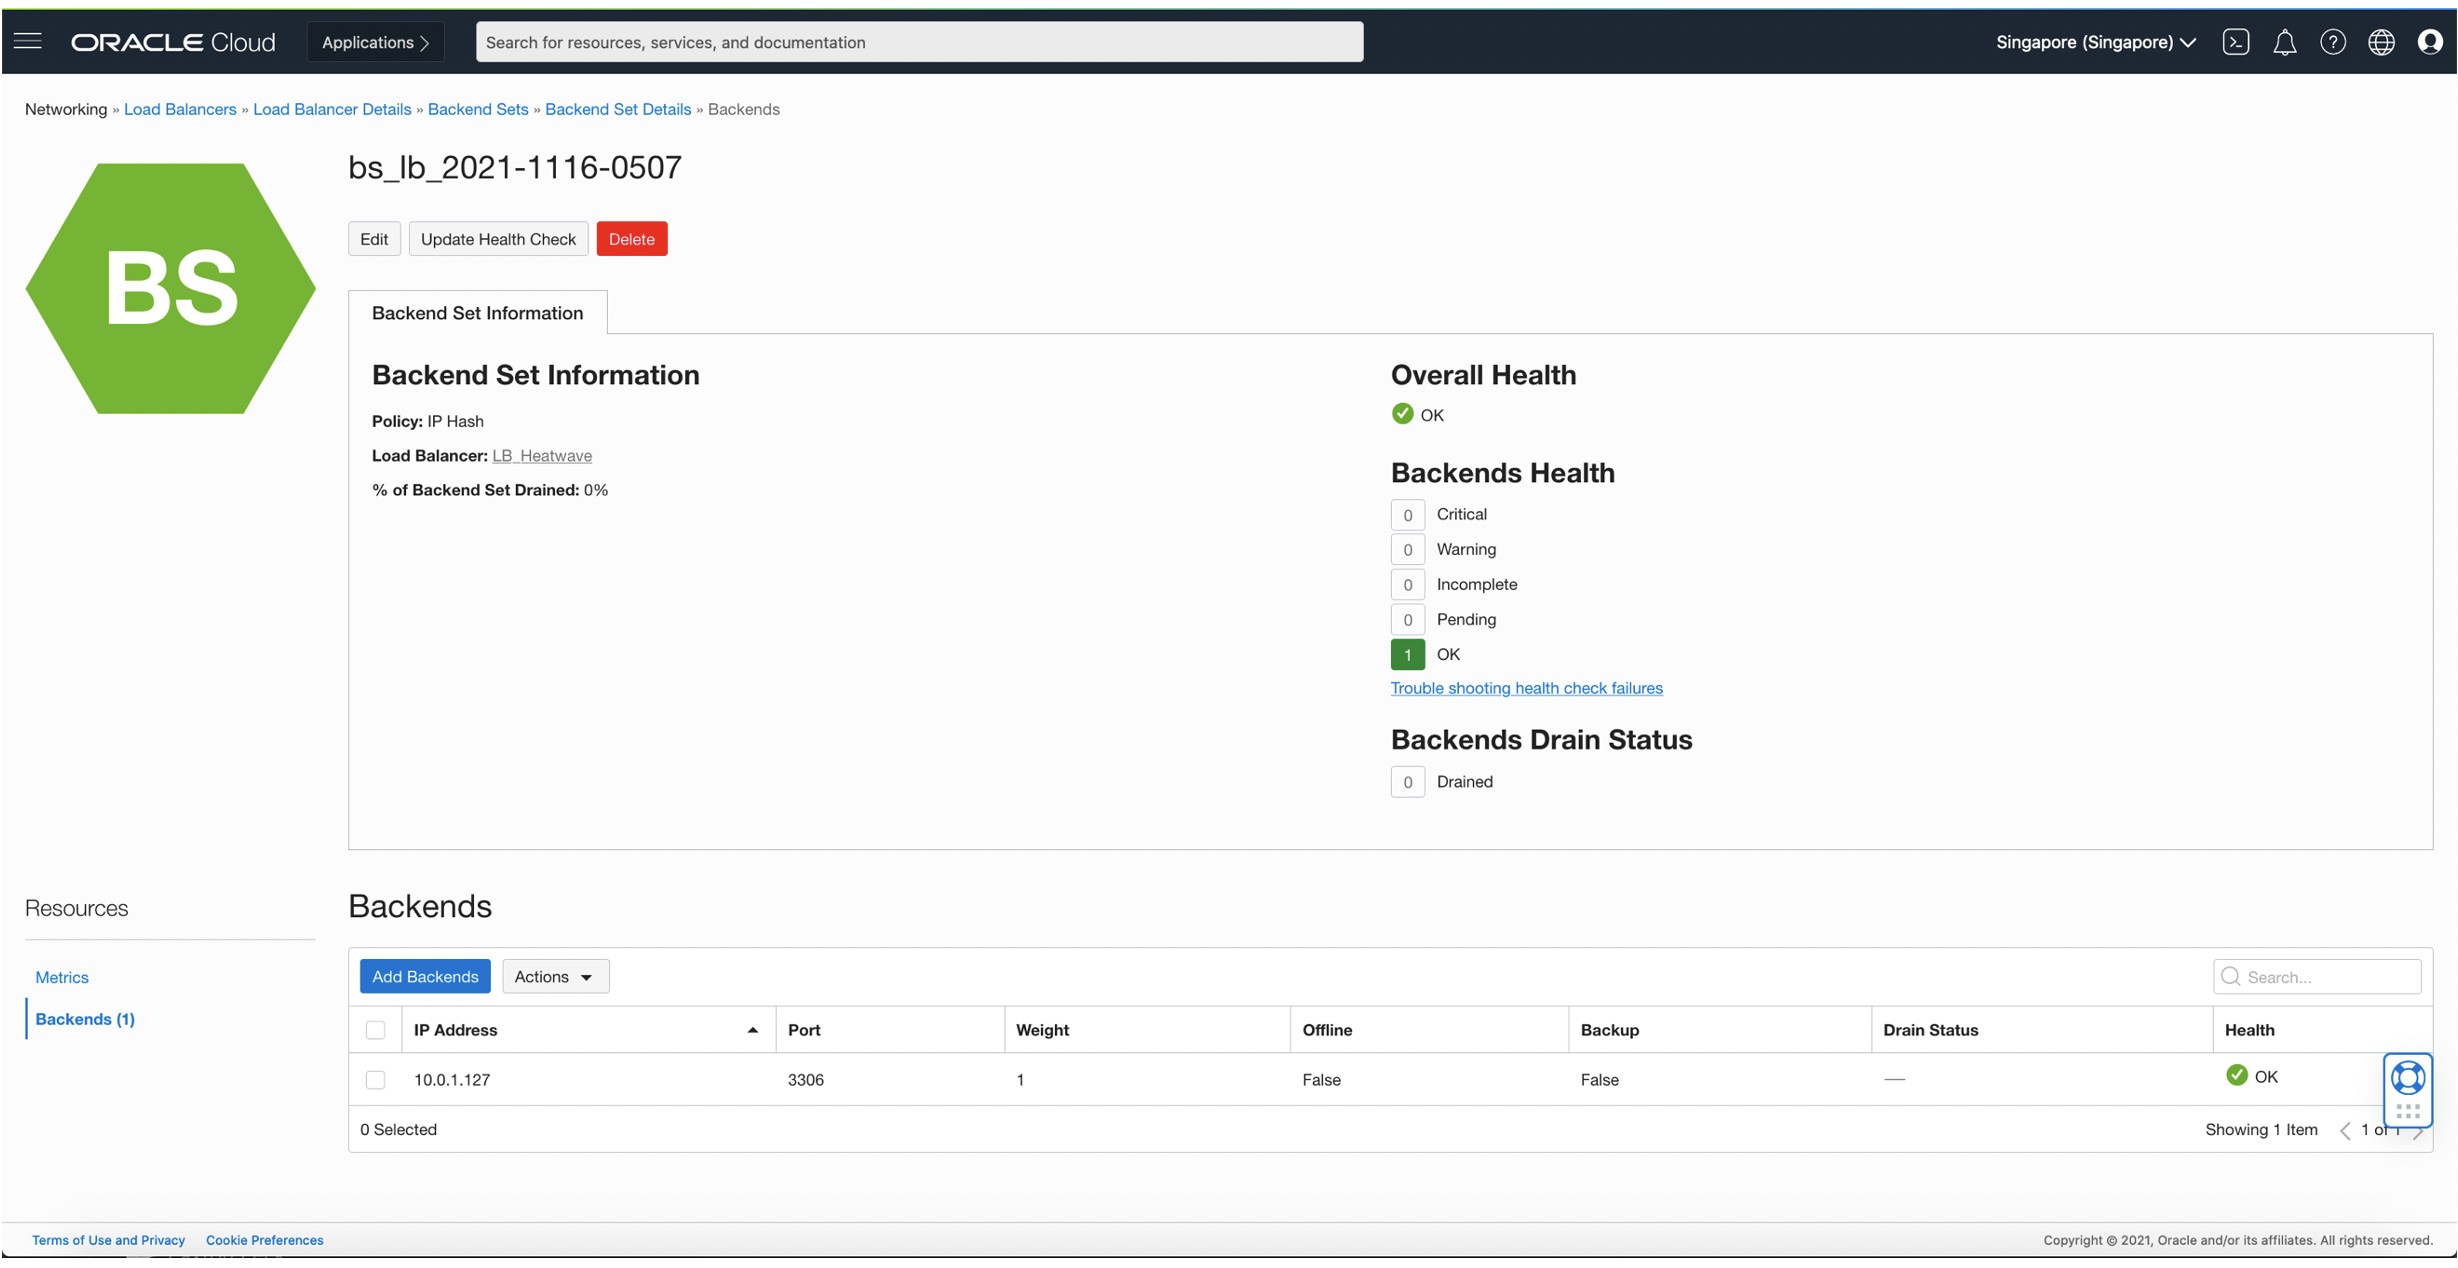 ORACLE Cloud
Applications
Search for resources, services, and documentation
Singapore (Singapore)
Networking » Load Balancers » Load Balancer Details » Backend Sets » Backend Set Details » Backends
BS
bs_lb_2021-1116-0507
Edit
Update Health Check
Delete
Backend Set Information
Backend Set Information
Policy: IP Hash
Load Balancer: LB_Heatwave
% of Backend Set Drained: 0%
Overall Health
OK
Backends Health
0 Critical
0 Warning
0 Incomplete
0 Pending
1 OK
Trouble shooting health check failures
Backends Drain Status
0 Drained
Resources
Metrics
Backends (1)
Backends
Add Backends
Actions
Search...
IP Address Port Weight Offline Backup Drain Status Health
10.0.1.127 3306 1 False False — OK
0 Selected
Showing 1 Item
1 of 1
Terms of Use and Privacy
Cookie Preferences
Copyright © 2021, Oracle and/or its affiliates. All rights reserved.